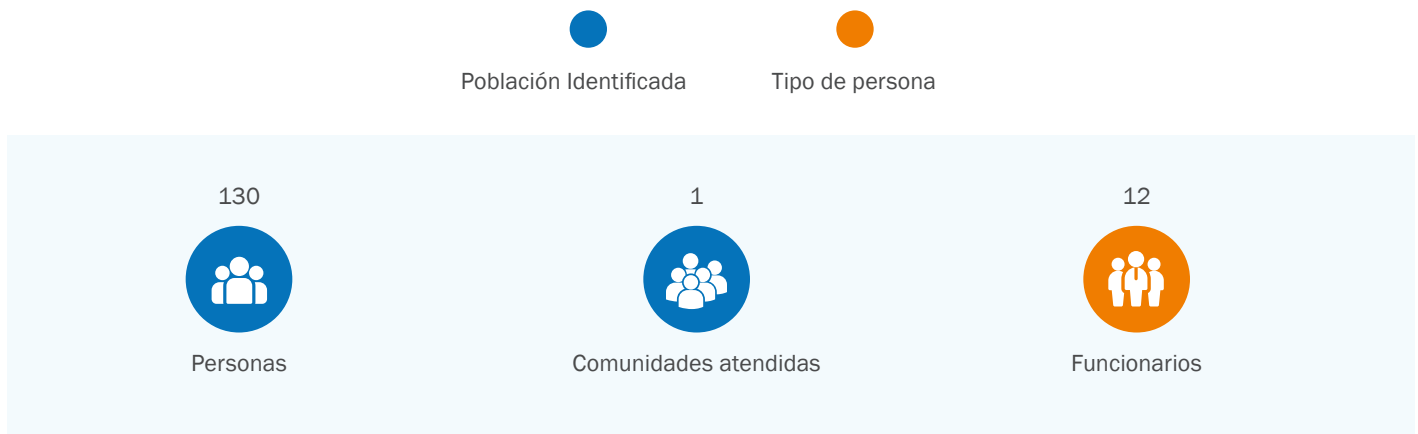 Población Identificada
Tipo de persona
130
1
12
Personas
Comunidades atendidas
Funcionarios